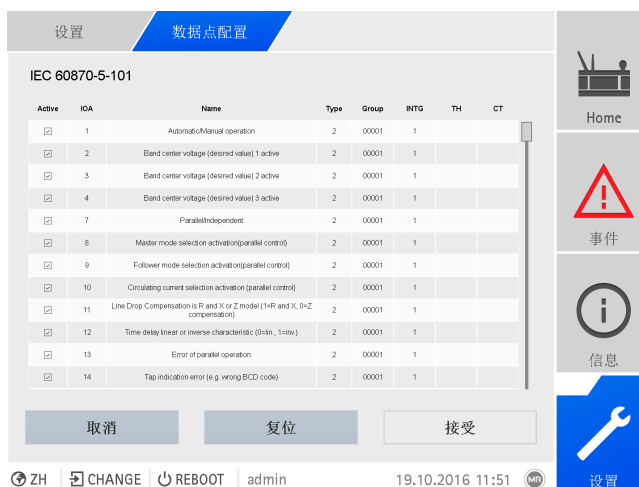 设置
数据点配置
IEC 60870-5-101
Active IOA Name Type Group INTG TH CT
1 Automatic/Manual operation 2 00001 1
2 Band center voltage (desired value) 1 active 2 00001 1
3 Band center voltage (desired value) 2 active 2 00001 1
4 Band center voltage (desired value) 3 active 2 00001 1
7 Parallel/Independent 2 00001 1
8 Master mode selection activation(parallel control) 2 00001 1
9 Follower mode selection activation(parallel control) 2 00001 1
10 Circulating current selection activation (parallel control) 2 00001 1
11 Line Drop Compensation is R and X or Z model (1=R and X, 0=Z
compensation) 2 00001 1
12 Time delay linear or inverse characteristic (0=lin., 1=inv.) 2 00001 1
13 Error of parallel operation 2 00001 1
14 Tap indication error (e.g. wrong BCD code) 2 00001 1
取消
复位
接受
Home
事件
信息
设置
ZH CHANGE REBOOT admin 19.10.2016 11:51 MR